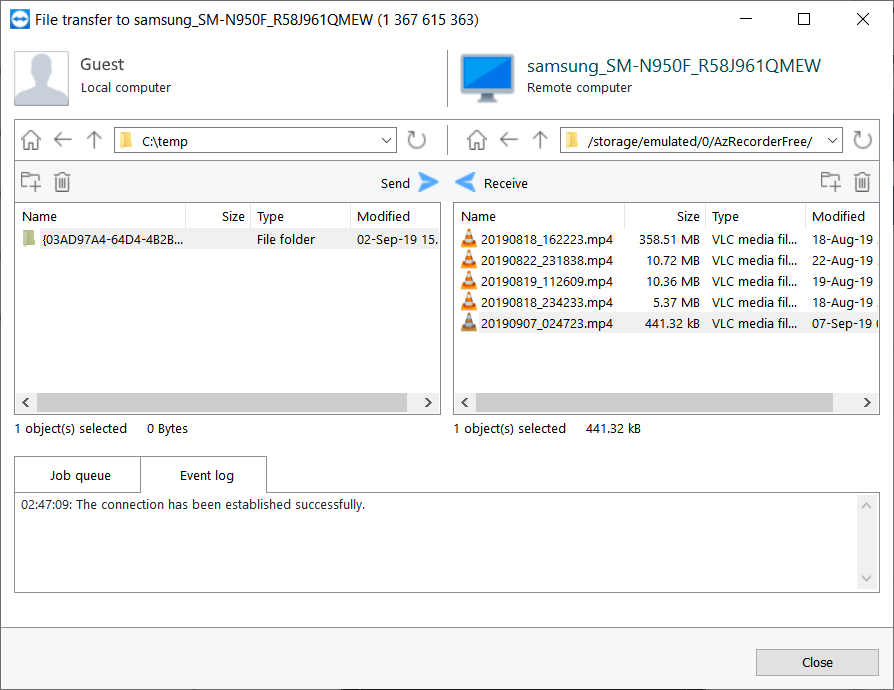 File transfer to samsung_SM-N950F_R58J961QMEW (1 367 615 363)
Guest
Local computer
samsung_SM-N950F_R58J961QMEW
Remote computer
C:\temp
/storage/emulated/0/AzRecorderFree/
Send
Receive
Name Size Type Modified
{03AD97A4-64D4-4B2B... File folder 02-Sep-19 15.
Name Size Type Modified
20190818_162223.mp4 358.51 MB VLC media fil... 18-Aug-19
20190822_231838.mp4 10.72 MB VLC media fil... 22-Aug-19
20190819_112609.mp4 10.36 MB VLC media fil... 19-Aug-19
20190818_234233.mp4 5.37 MB VLC media fil... 18-Aug-19
20190907_024723.mp4 441.32 kB VLC media fil... 07-Sep-19
1 object(s) selected 0 Bytes
1 object(s) selected 441.32 kB
Job queue
Event log
02:47:09: The connection has been established successfully.
Close